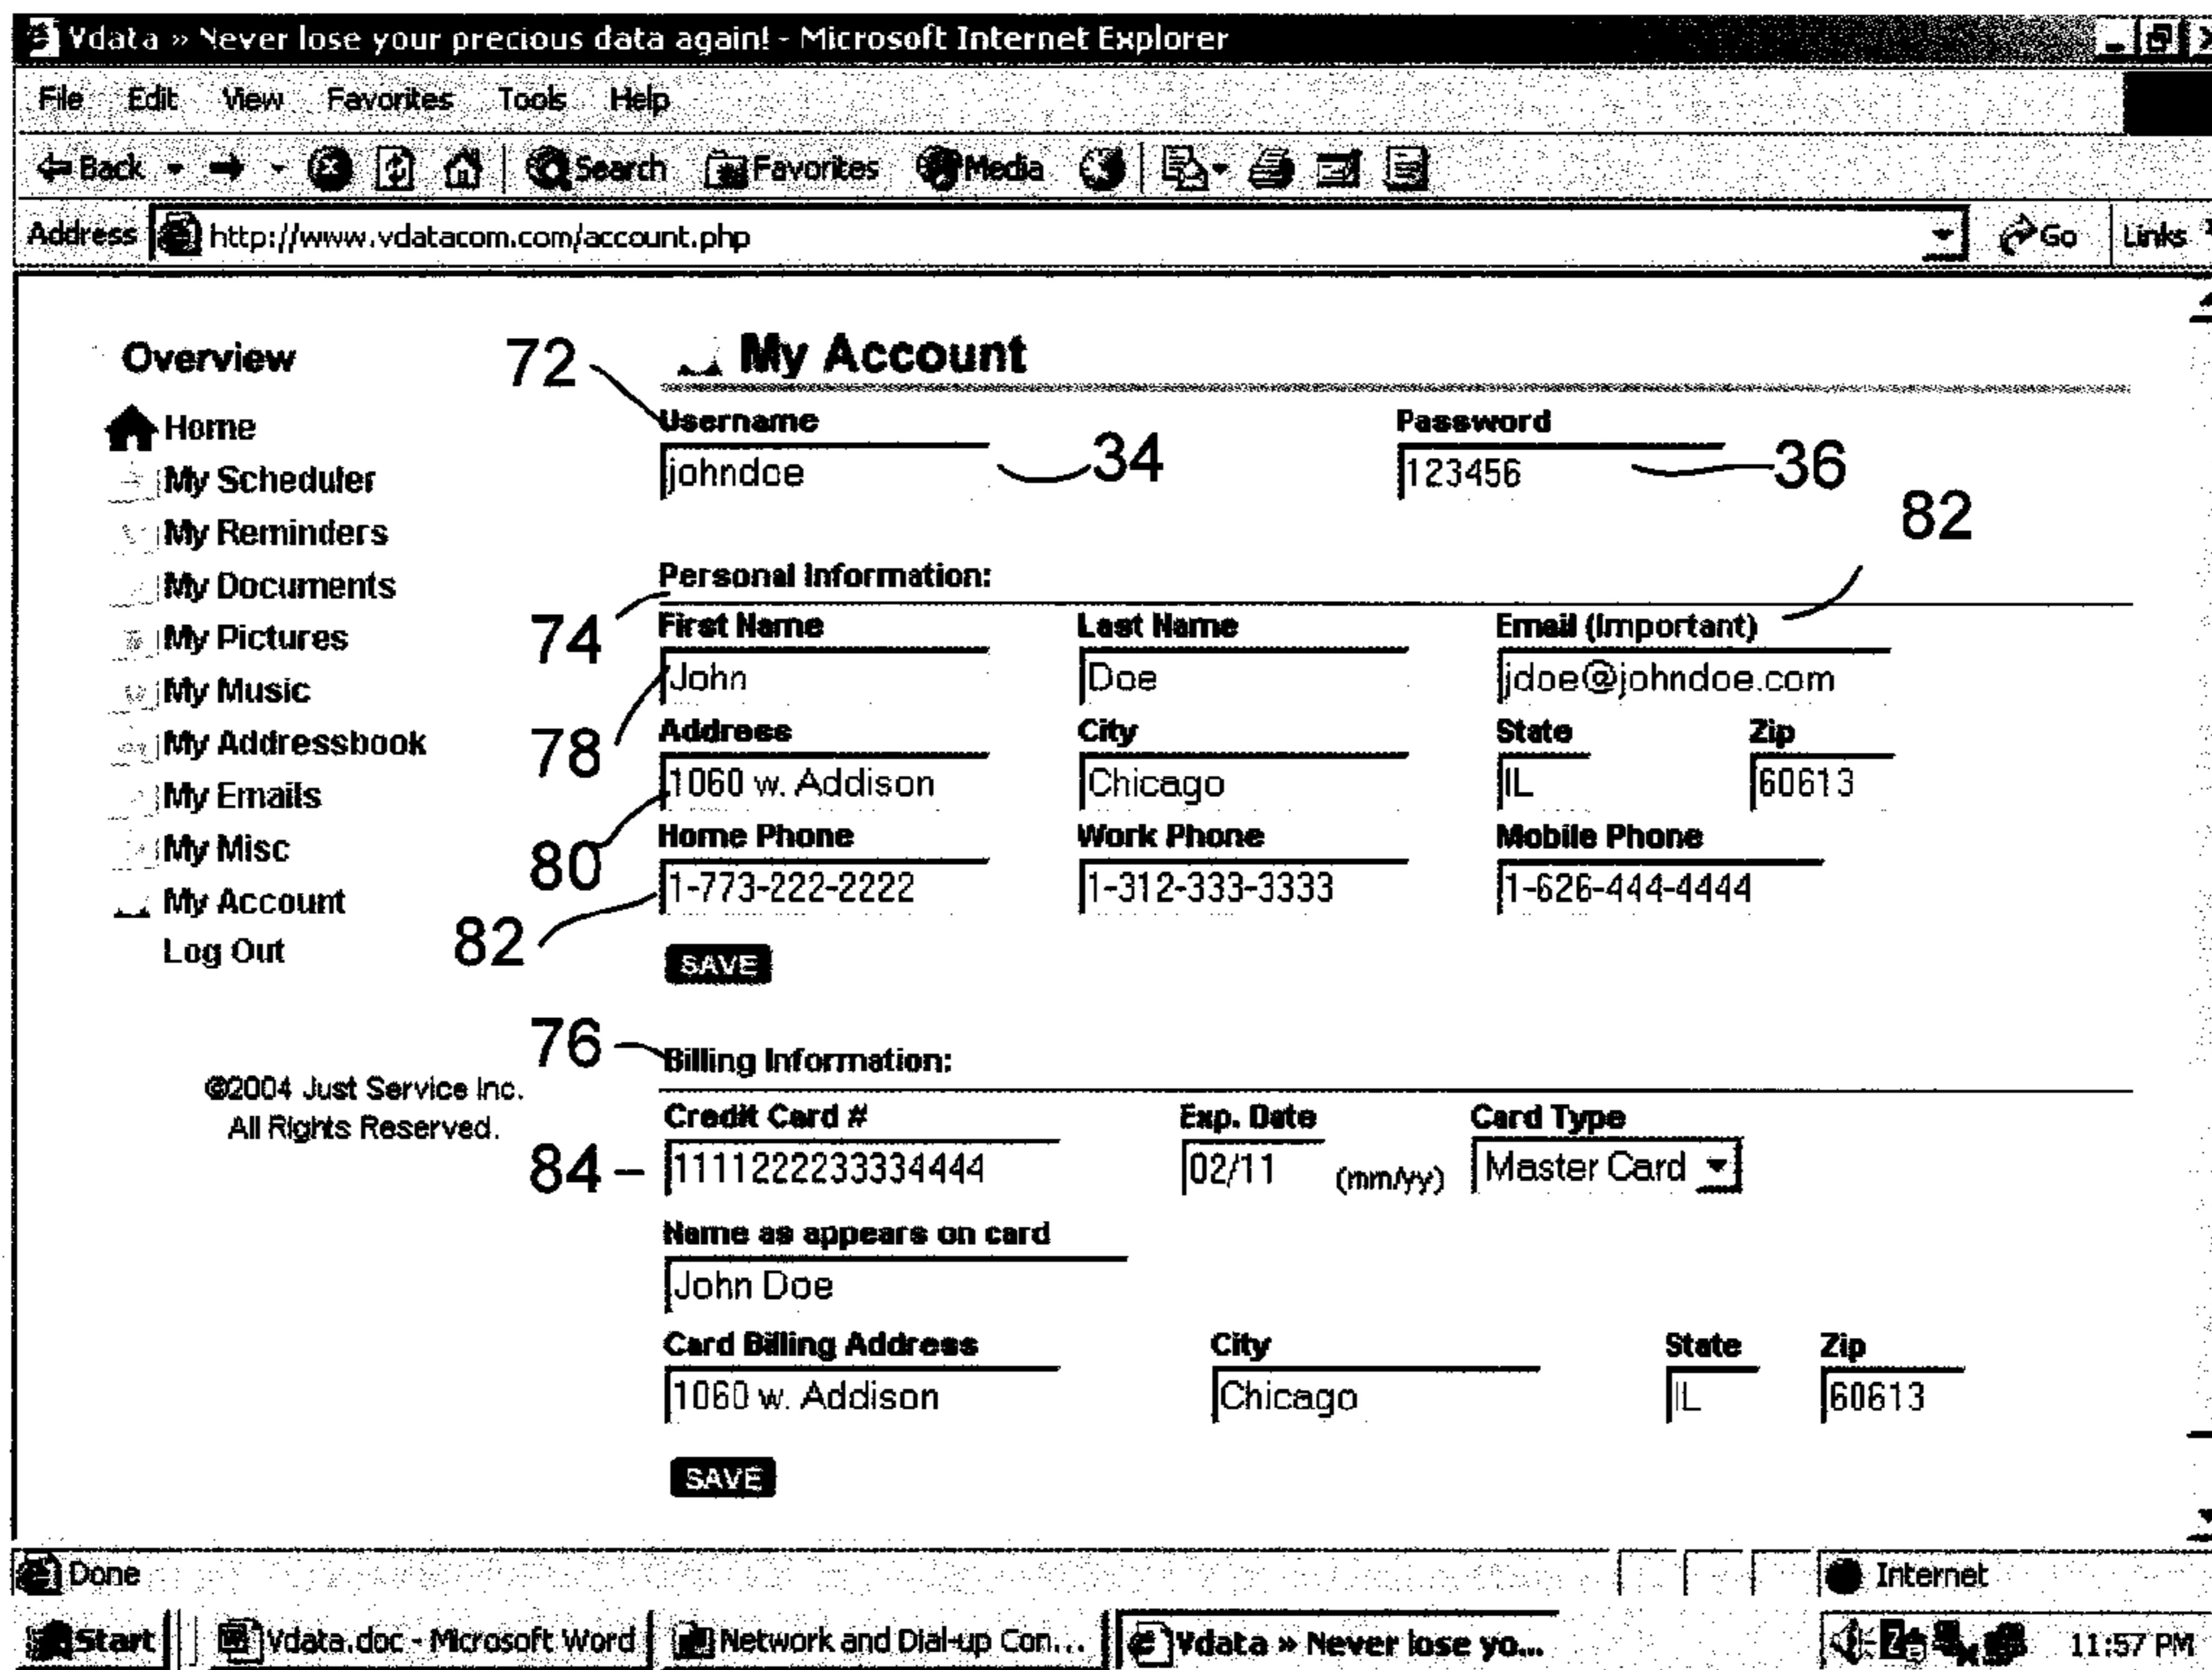 Vdata » Never lose your precious data again! - Microsoft Internet Explorer
File Edit View Favorites Tools Help
Back Search Favorites Media
Address http://www.vdatacom.com/account.php Go Links
Overview
Home
My Scheduler
My Reminders
My Documents
My Pictures
My Music
My Addressbook
My Emails
My Misc
My Account
Log Out
©2004 Just Service Inc.
All Rights Reserved.
72 My Account
Username Password
johndoe 34 123456 36
82
74 Personal Information:
First Name Last Name Email (Important)
78 John Doe jdoe@johndoe.com
Address City State Zip
80 1060 w. Addison Chicago IL 60613
Home Phone Work Phone Mobile Phone
82 1-773-222-2222 1-312-333-3333 1-626-444-4444
SAVE
76 Billing Information:
Credit Card # Exp. Date Card Type
84 1111222233334444 02/11 (mm/yy) Master Card
Name as appears on card
John Doe
Card Billing Address City State Zip
1060 w. Addison Chicago IL 60613
SAVE
Done Internet
Start Vdata.doc - Microsoft Word Network and Dial-up Con... Vdata » Never lose yo... 11:57 PM